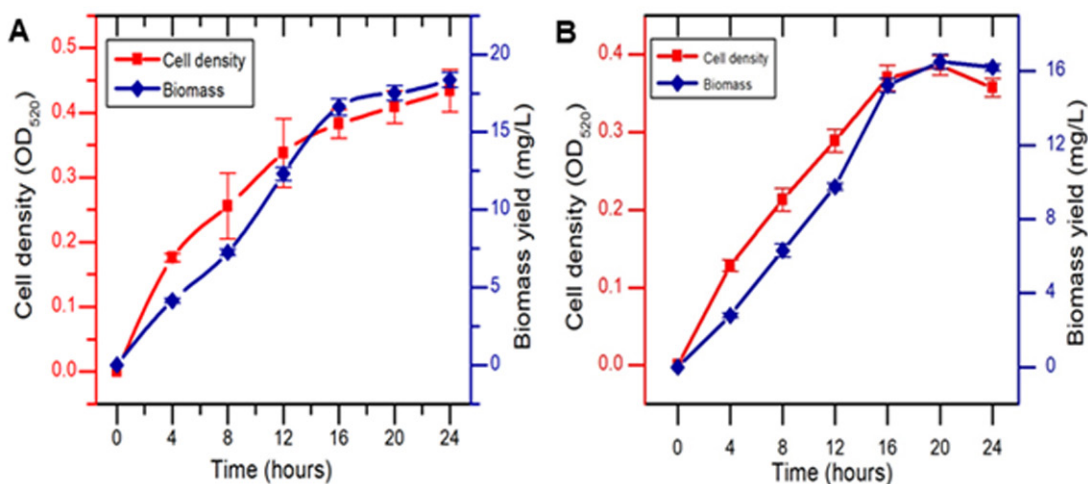 A
Cell density (OD520)
0.5
0.4
0.3
0.2
0.1
0.0
Cell density
Biomass
20
15
10
5
0
Biomass yield (mg/L)
0 4 8 12 16 20 24
Time (hours)
B
Cell density (OD520)
0.4
0.3
0.2
0.1
0.0
Cell density
Biomass
16
12
8
4
0
Biomass yield (mg/L)
0 4 8 12 16 20 24
Time (hours)